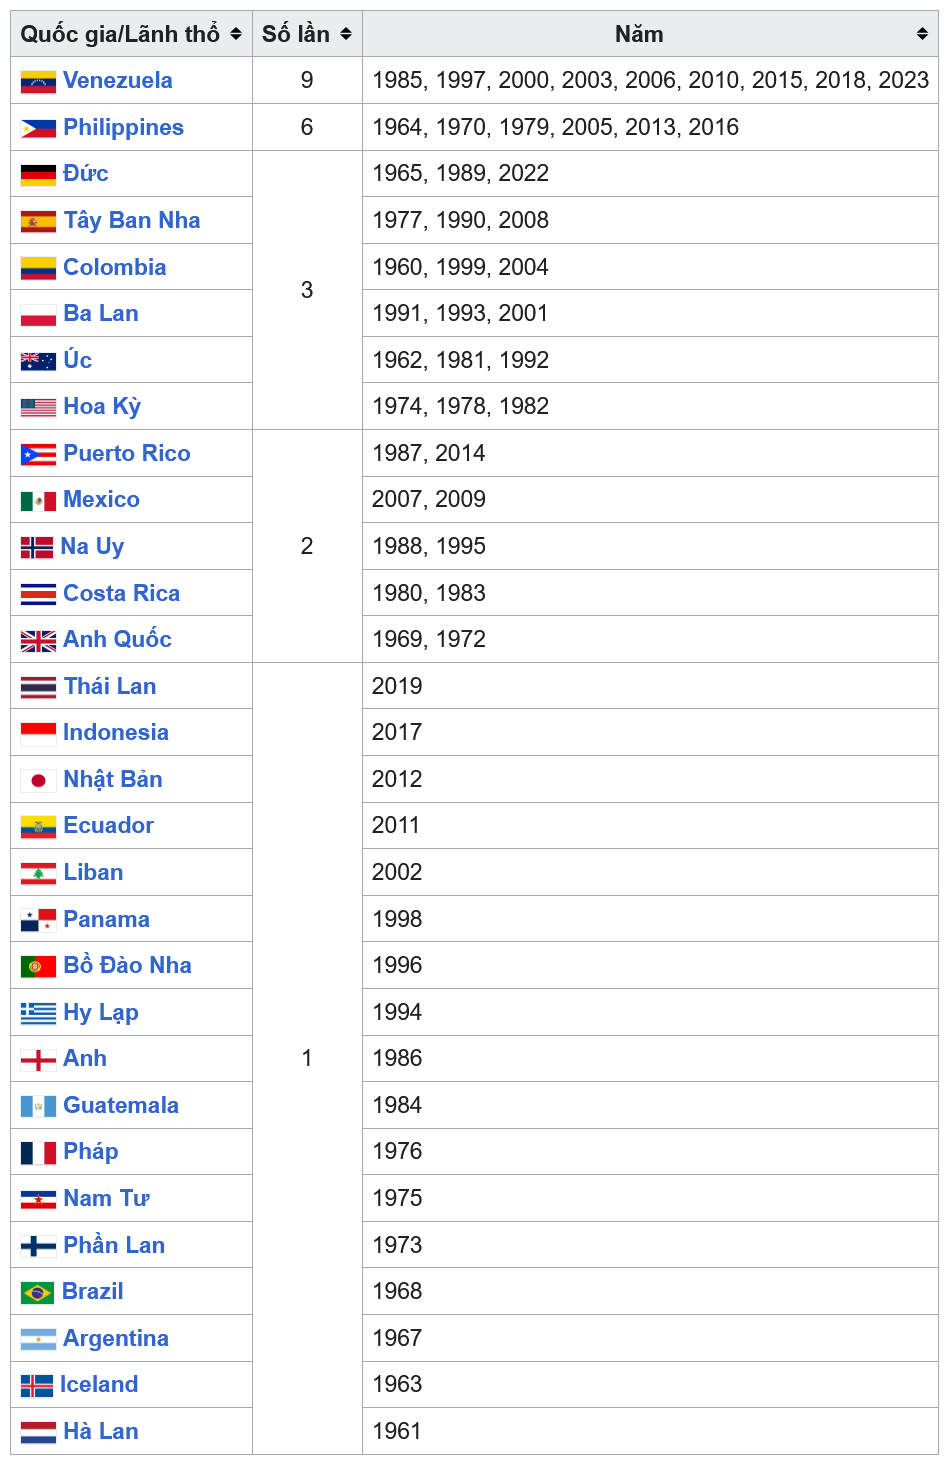 Quốc gia/Lãnh thổ Số lần Năm
Venezuela 9 1985, 1997, 2000, 2003, 2006, 2010, 2015, 2018, 2023
Philippines 6 1964, 1970, 1979, 2005, 2013, 2016
Đức 3 1965, 1989, 2022
Tây Ban Nha 1977, 1990, 2008
Colombia 1960, 1999, 2004
Ba Lan 1991, 1993, 2001
Úc 1962, 1981, 1992
Hoa Kỳ 1974, 1978, 1982
Puerto Rico 2 1987, 2014
Mexico 2007, 2009
Na Uy 1988, 1995
Costa Rica 1980, 1983
Anh Quốc 1969, 1972
Thái Lan 1 2019
Indonesia 2017
Nhật Bản 2012
Ecuador 2011
Liban 2002
Panama 1998
Bồ Đào Nha 1996
Hy Lạp 1994
Anh 1986
Guatemala 1984
Pháp 1976
Nam Tư 1975
Phần Lan 1973
Brazil 1968
Argentina 1967
Iceland 1963
Hà Lan 1961